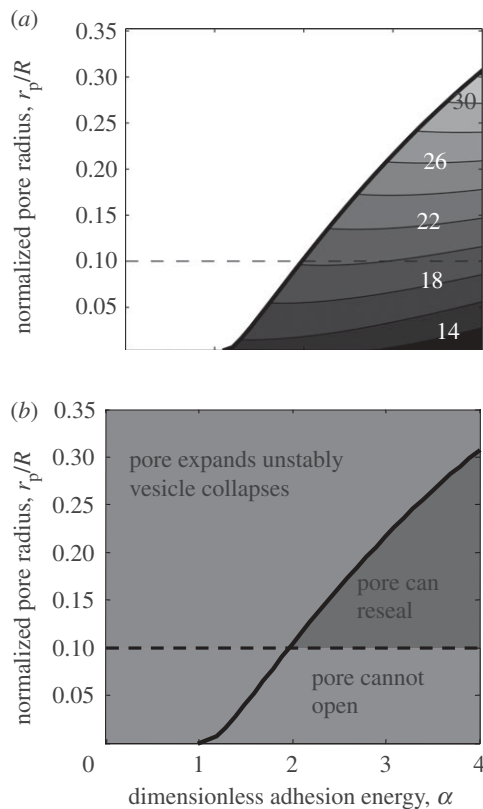 (a)
0.35
0.30
0.25
0.20
0.15
0.10
0.05
normalized pore radius, rp/R
30
26
22
18
14
(b)
0.35
0.30
0.25
0.20
0.15
0.10
0.05
0
normalized pore radius, rp/R
pore expands unstably
vesicle collapses
pore can
reseal
pore cannot
open
1
2
3
4
dimensionless adhesion energy, α